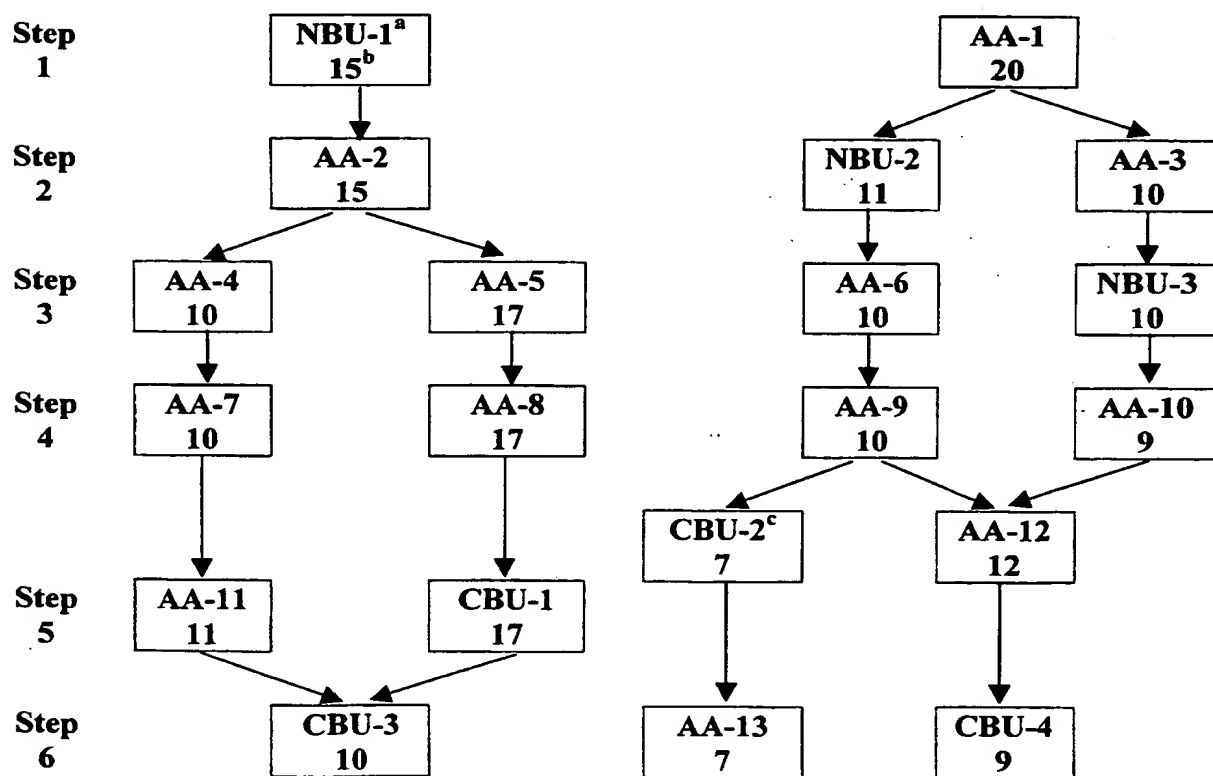 Step
1
NBU-1ᵃ
15ᵇ
AA-1
20
Step
2
AA-2
15
NBU-2
11
AA-3
10
Step
3
AA-4
10
AA-5
17
AA-6
10
NBU-3
10
Step
4
AA-7
10
AA-8
17
AA-9
10
AA-10
9
Step
5
AA-11
11
CBU-1
17
CBU-2ᶜ
7
AA-12
12
Step
6
CBU-3
10
AA-13
7
CBU-4
9